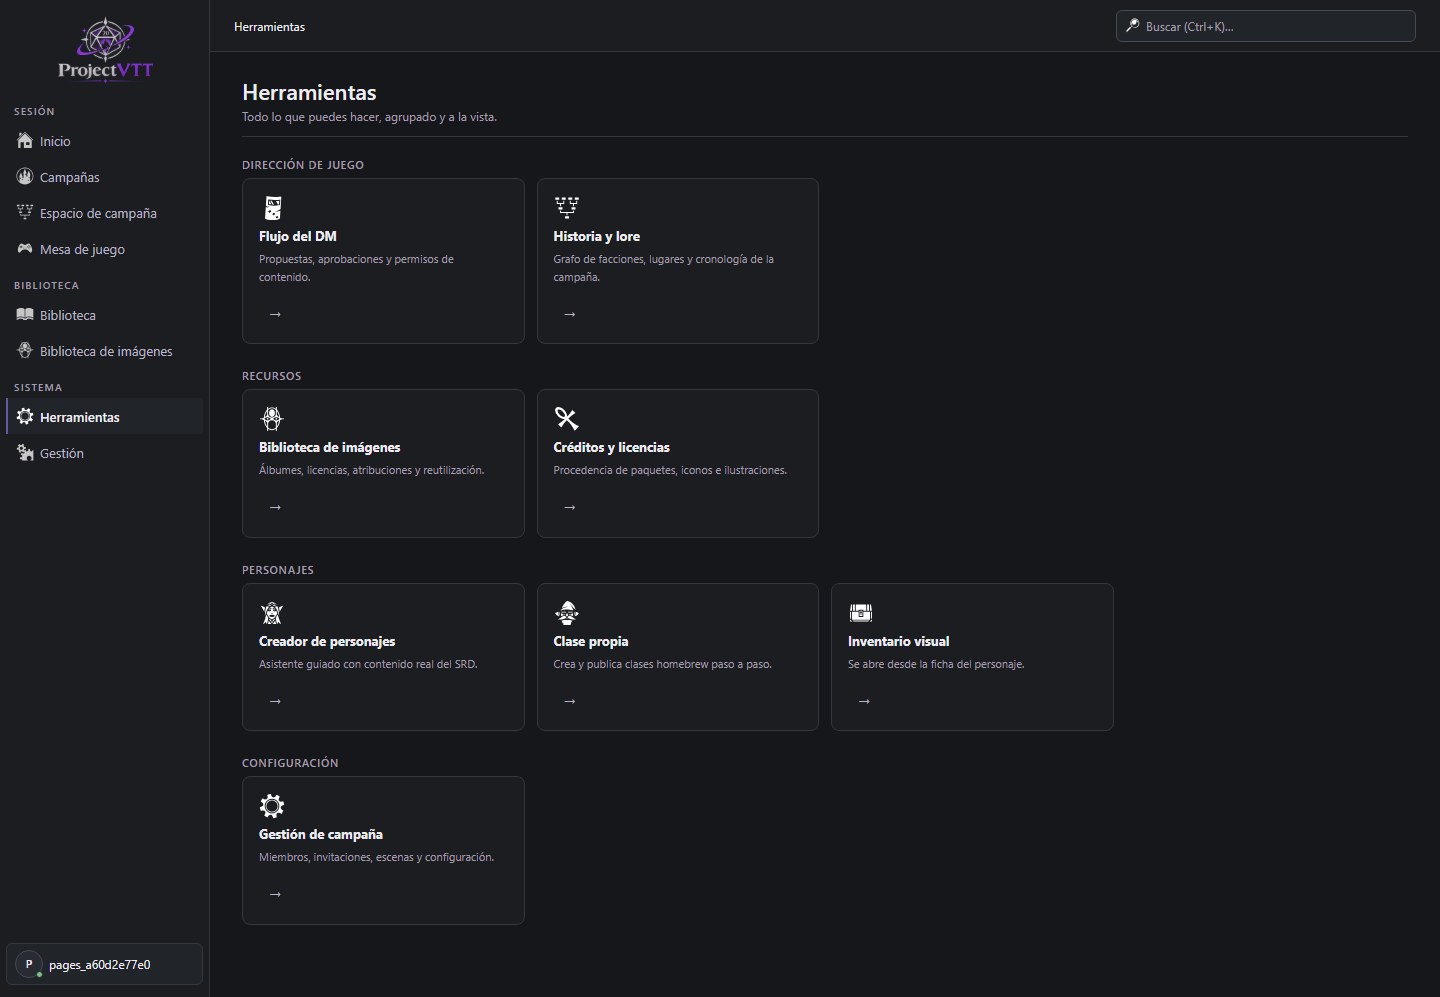 ProjectVTT
SESIÓN
Inicio
Campañas
Espacio de campaña
Mesa de juego
BIBLIOTECA
Biblioteca
Biblioteca de imágenes
SISTEMA
Herramientas
Gestión
P
pages_a60d2e77e0
Herramientas
Buscar (Ctrl+K)...
Herramientas
Todo lo que puedes hacer, agrupado y a la vista.
DIRECCIÓN DE JUEGO
Flujo del DM
Propuestas, aprobaciones y permisos de
contenido.
→
Historia y lore
Grafo de facciones, lugares y cronología de la
campaña.
→
RECURSOS
Biblioteca de imágenes
Álbumes, licencias, atribuciones y reutilización.
→
Créditos y licencias
Procedencia de paquetes, iconos e ilustraciones.
→
PERSONAJES
Creador de personajes
Asistente guiado con contenido real del SRD.
→
Clase propia
Crea y publica clases homebrew paso a paso.
→
Inventario visual
Se abre desde la ficha del personaje.
→
CONFIGURACIÓN
Gestión de campaña
Miembros, invitaciones, escenas y configuración.
→